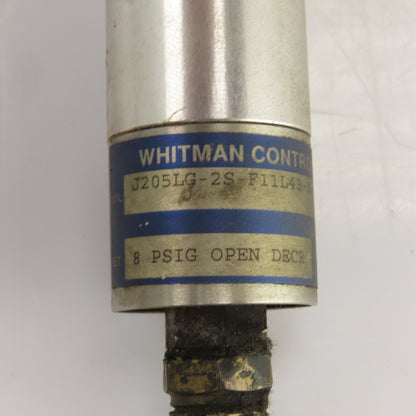 WHITMAN CONTR
J205LG-2S-F11L43-
8 PSIG OPEN DECR